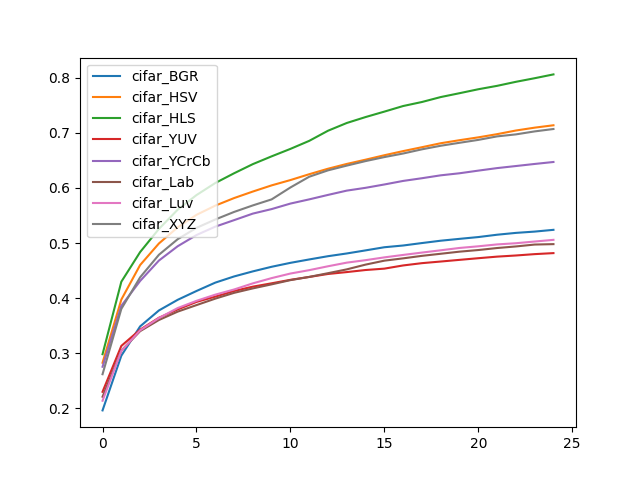 0.8
0.7
0.6
0.5
0.4
0.3
0.2
cifar_BGR
cifar_HSV
cifar_HLS
cifar_YUV
cifar_YCrCb
cifar_Lab
cifar_Luv
cifar_XYZ
0 5 10 15 20 25